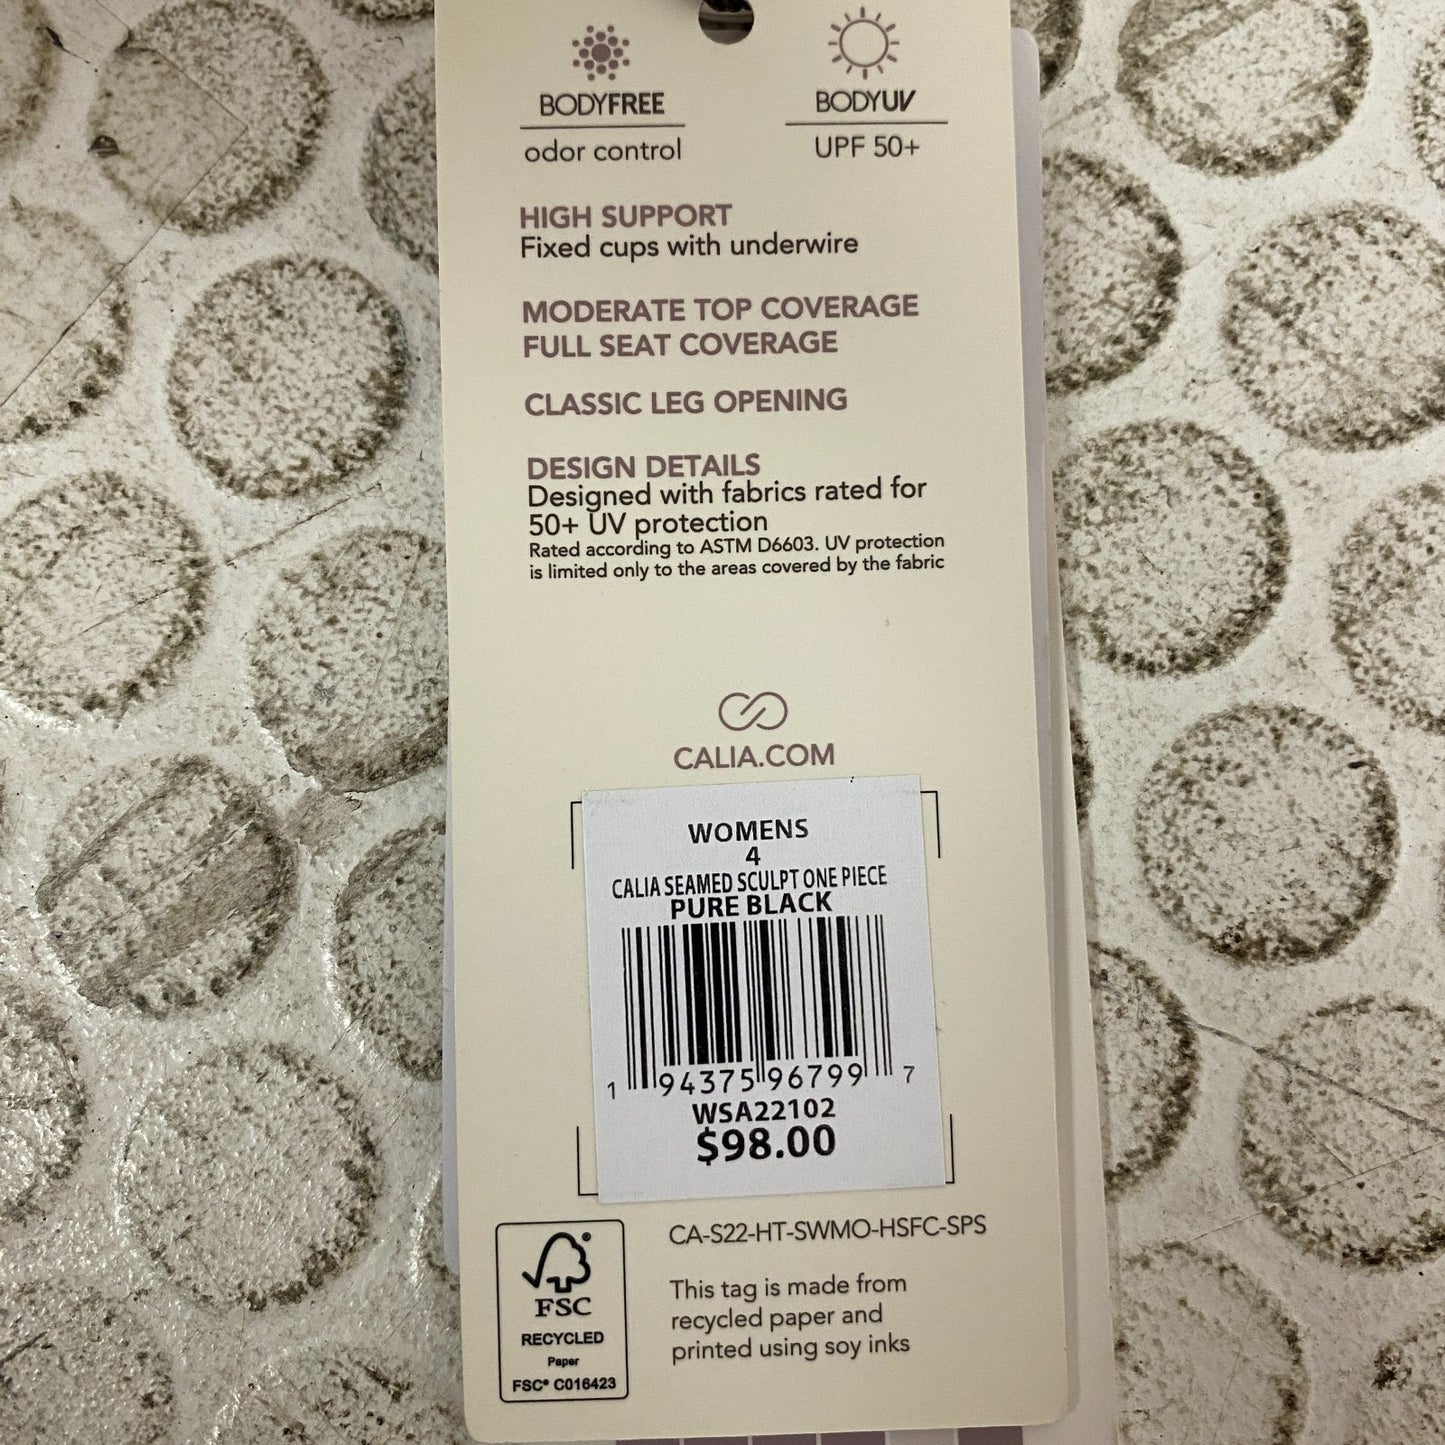 BODYFREE
odor control
BODYUV
UPF 50+
HIGH SUPPORT
Fixed cups with underwire
MODERATE TOP COVERAGE
FULL SEAT COVERAGE
CLASSIC LEG OPENING
DESIGN DETAILS
Designed with fabrics rated for
50+ UV protection
Rated according to ASTM D6603. UV protection
is limited only to the areas covered by the fabric
CALIA.COM
WOMENS
4
CALIA SEAMED SCULPT ONE PIECE
PURE BLACK
1 94375 96799 7
WSA22102
$98.00
CA-S22-HT-SWMO-HSFC-SPS
This tag is made from
recycled paper and
printed using soy inks
®
FSC
RECYCLED
Paper
FSC® C016423